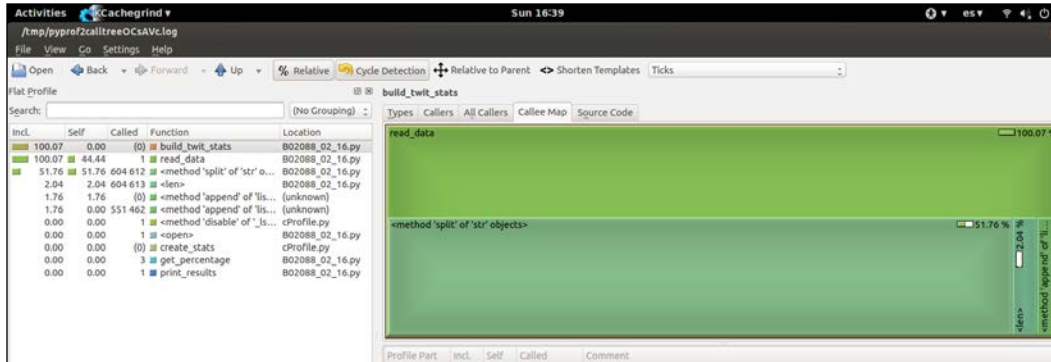 Activities KCachegrind ▾ Sun 16:39 es ▾
/tmp/pyprof2calltreeOCsAVc.log
File View Go Settings Help
Open Back Forward Up % Relative Cycle Detection Relative to Parent <> Shorten Templates Ticks
Flat Profile
Search: (No Grouping)
Incl. Self Called Function Location
100.07 0.00 (0) build_twit_stats B02088_02_16.py
100.07 44.44 1 read_data B02088_02_16.py
51.76 51.76 604 612 <method 'split' of 'str' o... B02088_02_16.py
2.04 2.04 604 613 <len> B02088_02_16.py
1.76 1.76 (0) <method 'append' of 'lis... (unknown)
1.76 0.00 551 462 <method 'append' of 'lis... (unknown)
0.00 0.00 1 <method 'disable' of '_ls... cProfile.py
0.00 0.00 1 <open> B02088_02_16.py
0.00 0.00 (0) create_stats cProfile.py
0.00 0.00 3 get_percentage B02088_02_16.py
0.00 0.00 1 print_results B02088_02_16.py
build_twit_stats
Types Callers All Callers Callee Map Source Code
read_data 100.07 %
<method 'split' of 'str' objects> 51.76 %
<len> 2.04 %
<method 'append' of 'li...
Profile Part Incl. Self Called Comment